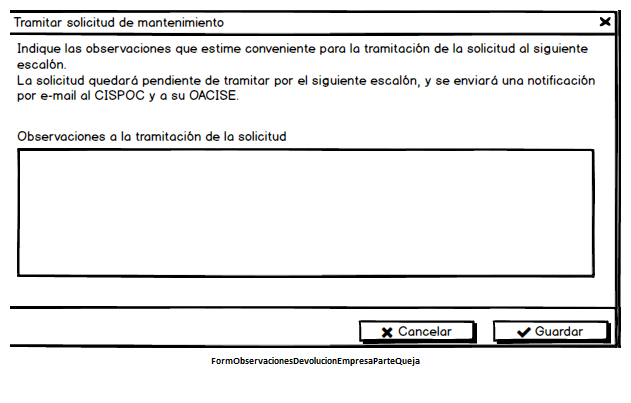 Tramitar solicitud de mantenimiento
Indique las observaciones que estime conveniente para la tramitación de la solicitud al siguiente
escalón.
La solicitud quedará pendiente de tramitar por el siguiente escalón, y se enviará una notificación
por e-mail al CISPOC y a su OACISE.
Observaciones a la tramitación de la solicitud
Cancelar
Guardar
FormObservacionesDevolucionEmpresaParteQueja